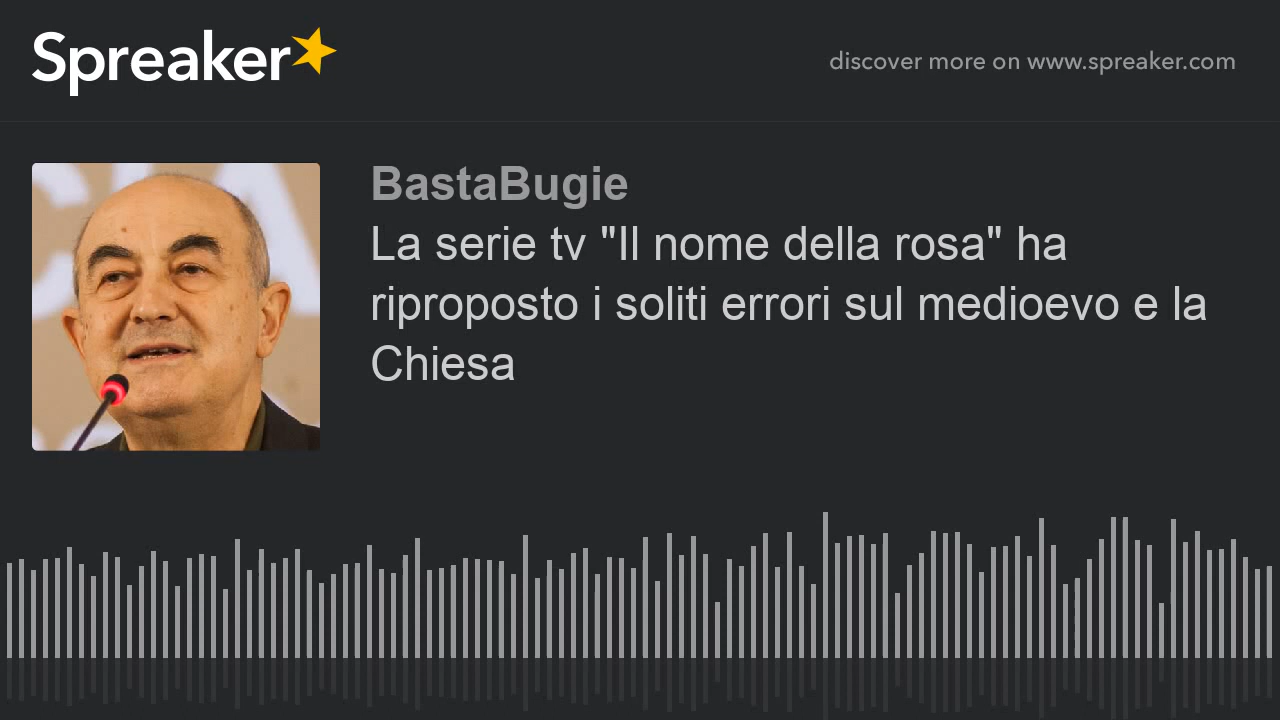 Spreaker
discover more on www.spreaker.com
BastaBugie
La serie tv "Il nome della rosa" ha
riproposto i soliti errori sul medioevo e la
Chiesa